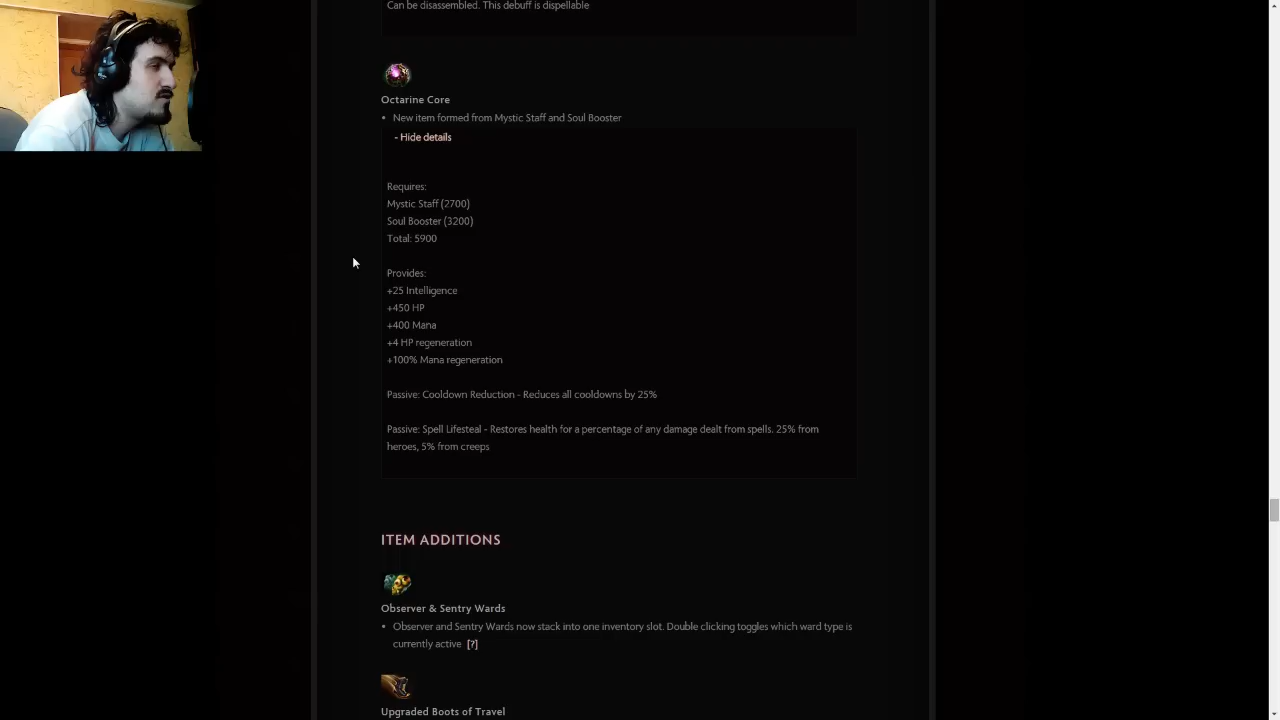 Can be disassembled. This debuff is dispellable
Octarine Core
• New item formed from Mystic Staff and Soul Booster
- Hide details
Requires:
Mystic Staff (2700)
Soul Booster (3200)
Total: 5900
Provides:
+25 Intelligence
+450 HP
+400 Mana
+4 HP regeneration
+100% Mana regeneration
Passive: Cooldown Reduction - Reduces all cooldowns by 25%
Passive: Spell Lifesteal - Restores health for a percentage of any damage dealt from spells. 25% from
heroes, 5% from creeps
ITEM ADDITIONS
Observer & Sentry Wards
• Observer and Sentry Wards now stack into one inventory slot. Double clicking toggles which ward type is
currently active [?]
Upgraded Boots of Travel